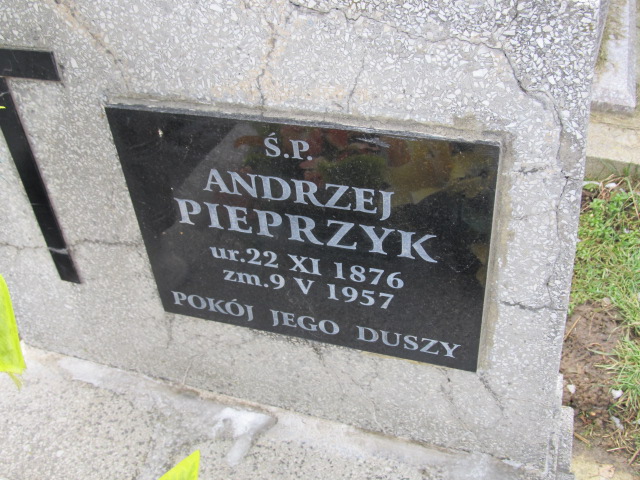 Ś.P.
ANDRZEJ
PIEPRZYK
ur.22 XI 1876
zm.9 V 1957
POKÓJ JEGO DUSZY